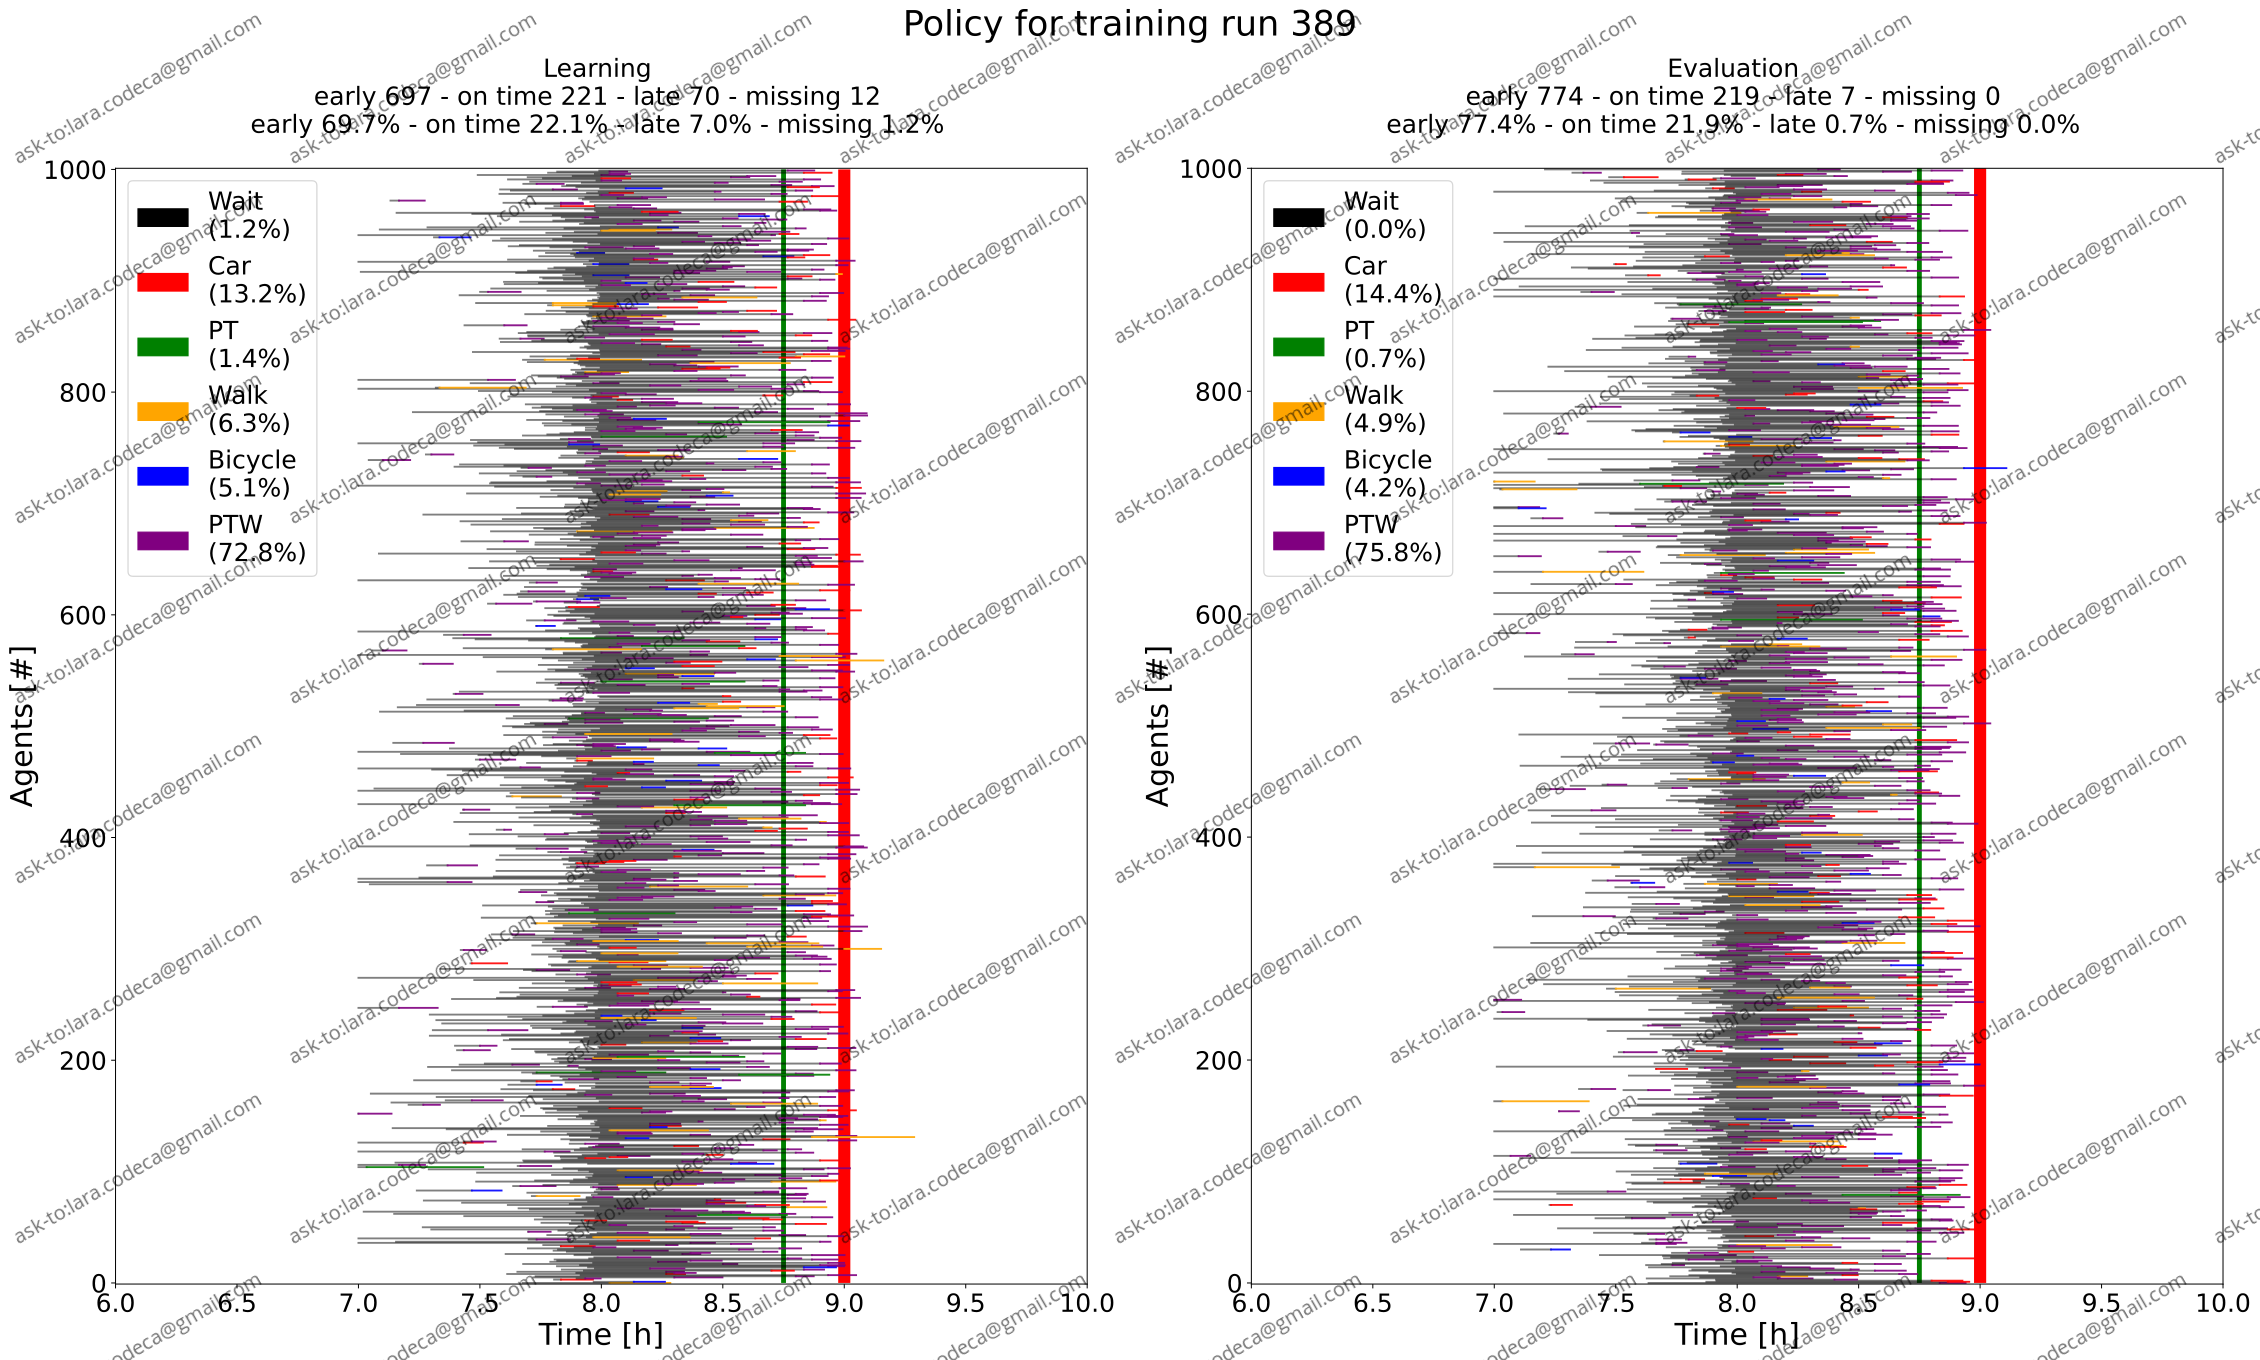 Policy for training run 389
Learning
early 697 - on time 221 - late 70 - missing 12
early 69.7% - on time 22.1% - late 7.0% - missing 1.2%
Agents [#]
1000
800
600
400
200
0
Wait
(1.2%)
Car
(13.2%)
PT
(1.4%)
Walk
(6.3%)
Bicycle
(5.1%)
PTW
(72.8%)
6.0 6.5 7.0 7.5 8.0 8.5 9.0 9.5 10.0
Time [h]
Evaluation
early 774 - on time 219 - late 7 - missing 0
early 77.4% - on time 21.9% - late 0.7% - missing 0.0%
Agents [#]
1000
800
600
400
200
0
Wait
(0.0%)
Car
(14.4%)
PT
(0.7%)
Walk
(4.9%)
Bicycle
(4.2%)
PTW
(75.8%)
6.0 6.5 7.0 7.5 8.0 8.5 9.0 9.5 10.0
Time [h]
ask-to:lara.codeca@gmail.com